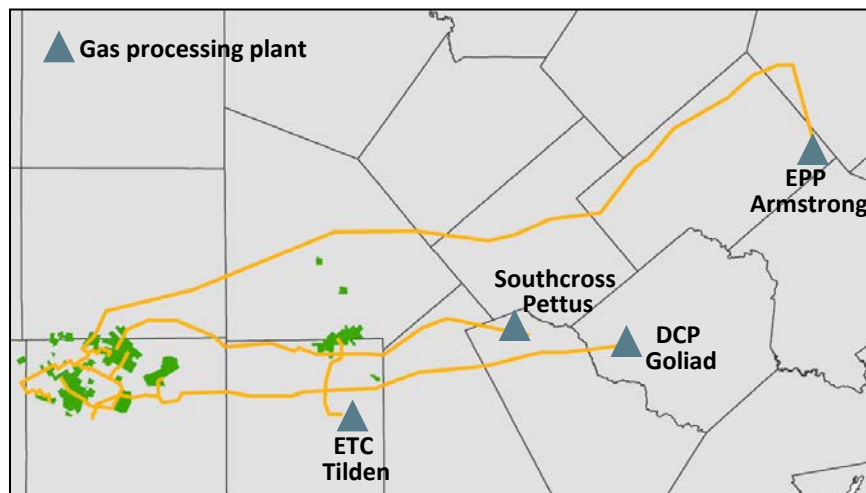 Gas processing plant
EPP
Armstrong
Southcross
Pettus
DCP
Goliad
ETC
Tilden